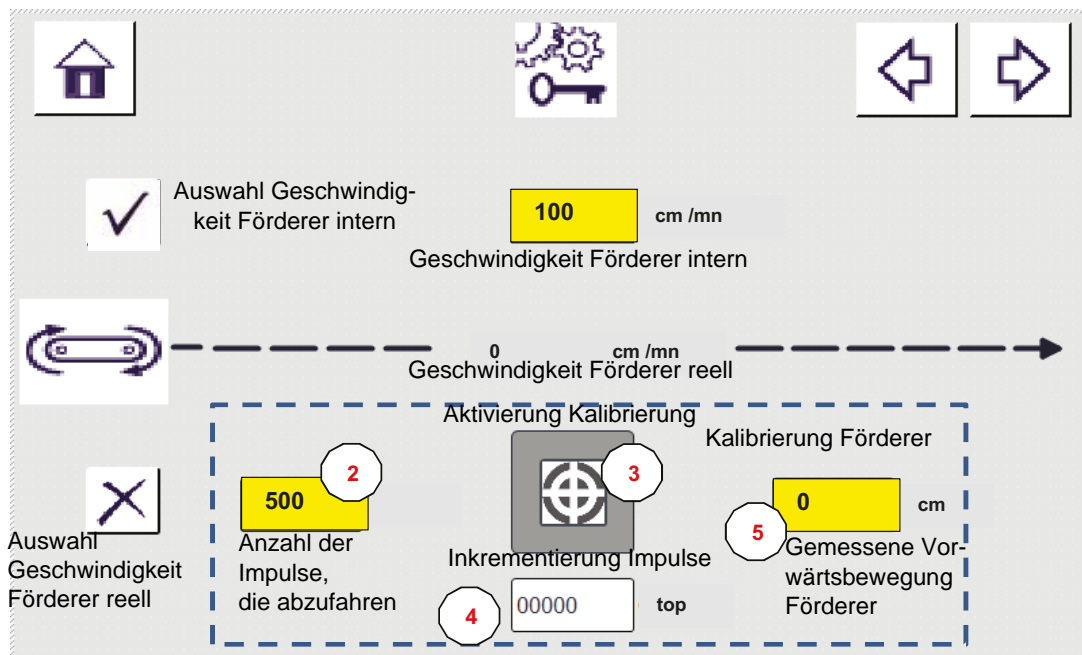 Auswahl Geschwindig-
keit Förderer intern
100 cm /mn
Geschwindigkeit Förderer intern
0 cm /mn
Geschwindigkeit Förderer reell
Aktivierung Kalibrierung
Kalibrierung Förderer
2
3
500
0 cm
5
Auswahl
Geschwindigkeit
Förderer reell
Anzahl der
Impulse,
die abzufahren
Inkrementierung Impulse
Gemessene Vor-
wärtsbewegung
Förderer
4
00000 top